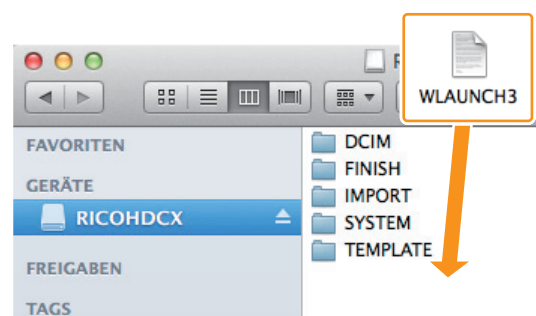 WLAUNCH3
FAVORITEN
GERÄTE
RICOHDCX
FREIGABEN
TAGS
DCIM
FINISH
IMPORT
SYSTEM
TEMPLATE